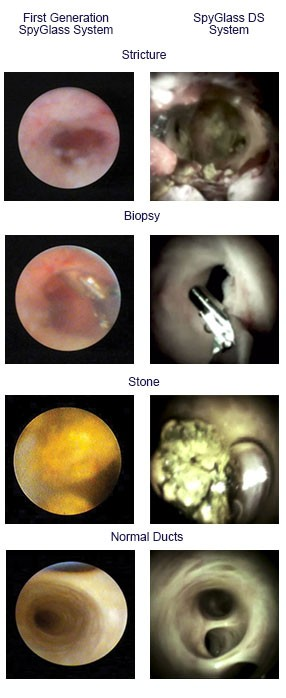 First Generation
SpyGlass System
SpyGlass DS
System
Stricture
Biopsy
Stone
Normal Ducts